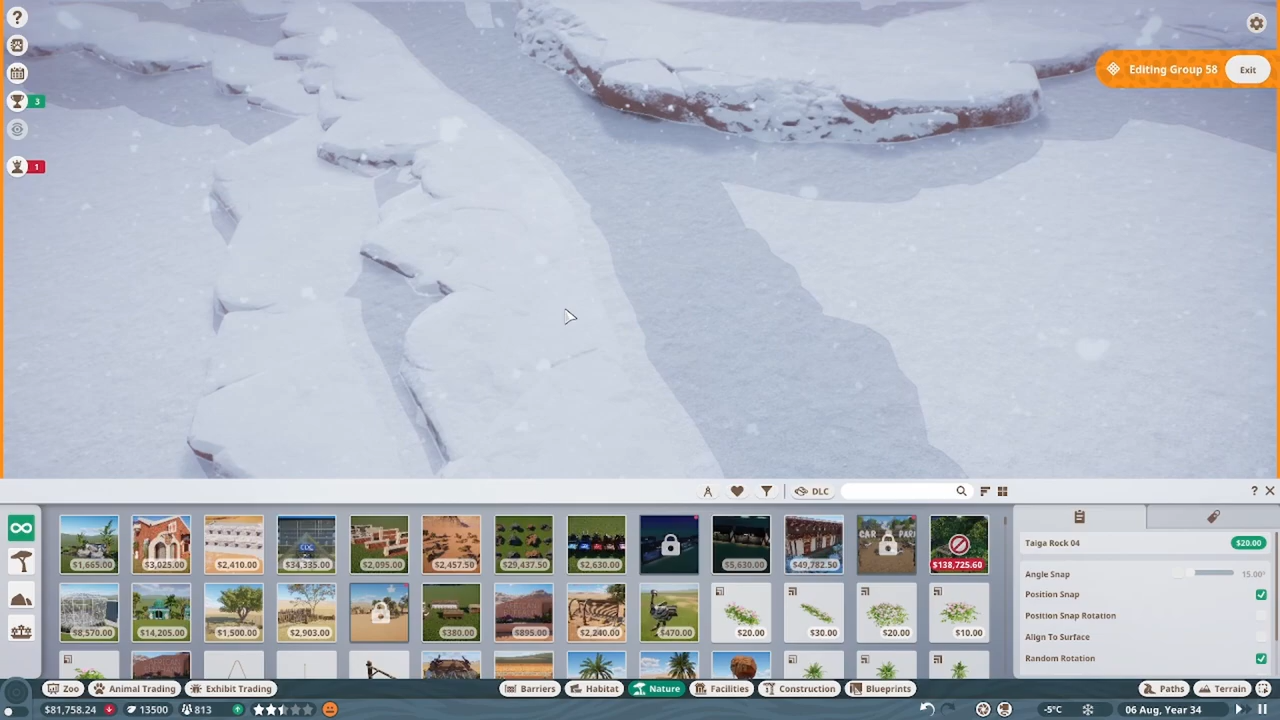 ?
Editing Group 58
Exit
3
1
DLC
?
$1,665.00
$3,025.00
$2,410.00
$34,335.00
$2,095.00
$2,457.50
$29,437.50
$2,630.00
$5,630.00
$49,782.50
CAR PAR
$138,725.60
$8,570.00
$14,205.00
$1,500.00
$2,903.00
$380.00
$895.00
$2,240.00
$470.00
$20.00
$30.00
$20.00
$10.00
Taiga Rock 04
$20.00
Angle Snap
15.00°
Position Snap
Position Snap Rotation
Align To Surface
Random Rotation
Zoo
Animal Trading
Exhibit Trading
Barriers
Habitat
Nature
Facilities
Construction
Blueprints
Paths
Terrain
$81,758.24
13500
813
-5°C
06 Aug, Year 34